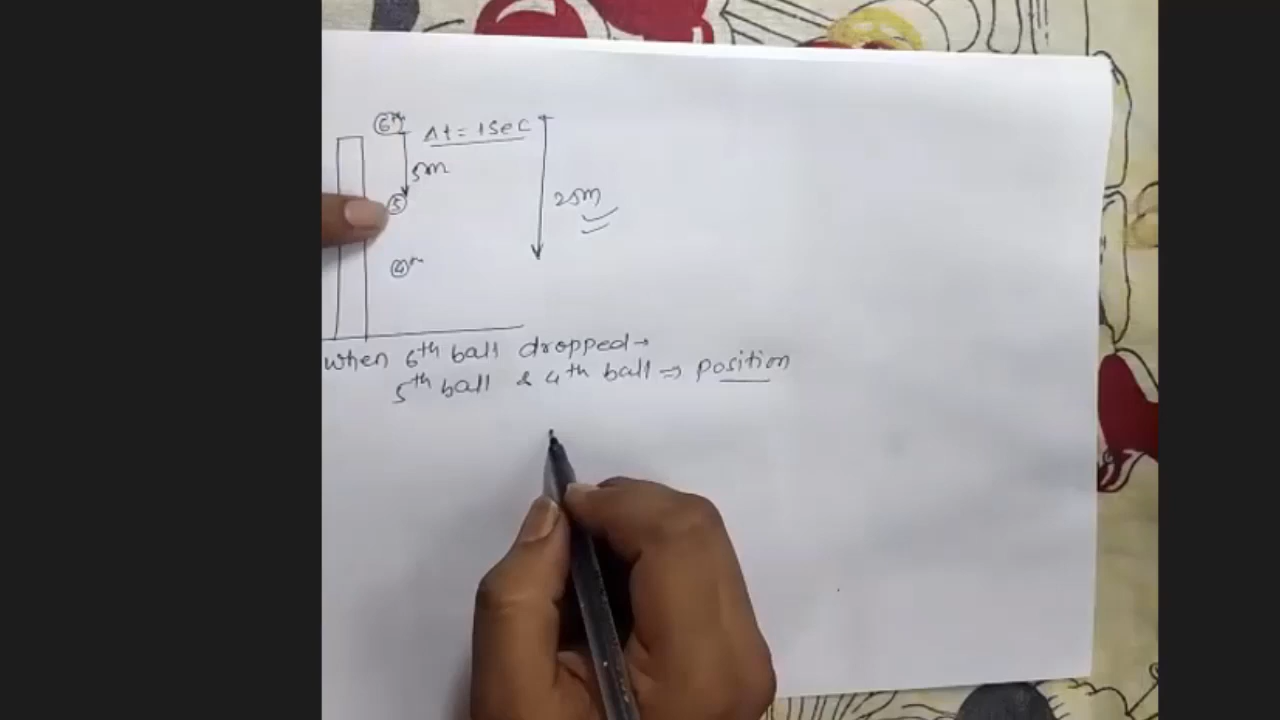 6th
Δt = 1sec
5m
5
25m
4th
when 6th ball dropped →
5th ball & 4th ball => position